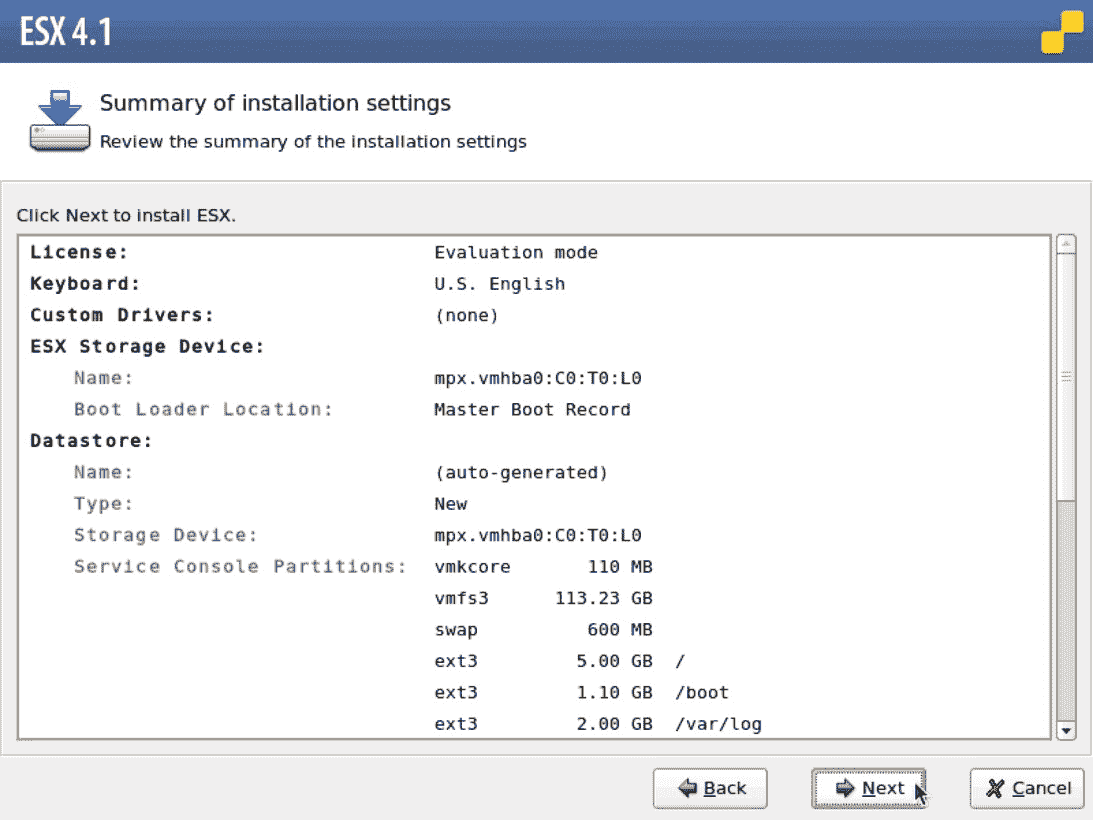 ESX 4.1
Summary of installation settings
Review the summary of the installation settings
Click Next to install ESX.
License: Evaluation mode
Keyboard: U.S. English
Custom Drivers: (none)
ESX Storage Device:
Name: mpx.vmhba0:C0:T0:L0
Boot Loader Location: Master Boot Record
Datastore:
Name: (auto-generated)
Type: New
Storage Device: mpx.vmhba0:C0:T0:L0
Service Console Partitions: vmkcore 110 MB
vmfs3 113.23 GB
swap 600 MB
ext3 5.00 GB /
ext3 1.10 GB /boot
ext3 2.00 GB /var/log
Back Next Cancel